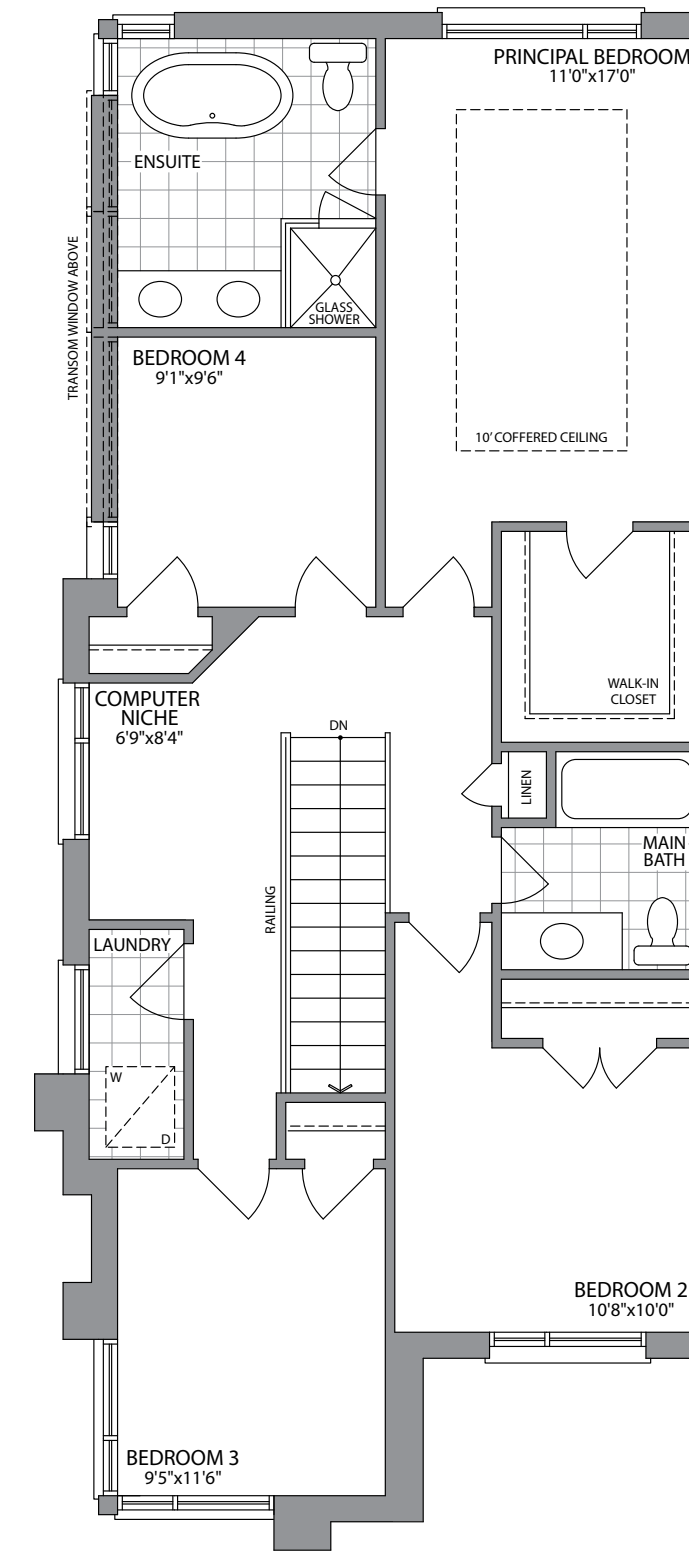 PRINCIPAL BEDROOM
11'0"x17'0"
ENSUITE
TRANSOM WINDOW ABOVE
GLASS
SHOWER
BEDROOM 4
9'1"x9'6"
10' COFFERED CEILING
WALK-IN
CLOSET
COMPUTER
NICHE
6'9"x8'4"
DN
LINEN
MAIN
BATH
RAILING
LAUNDRY
W
D
BEDROOM 2
10'8"x10'0"
BEDROOM 3
9'5"x11'6"